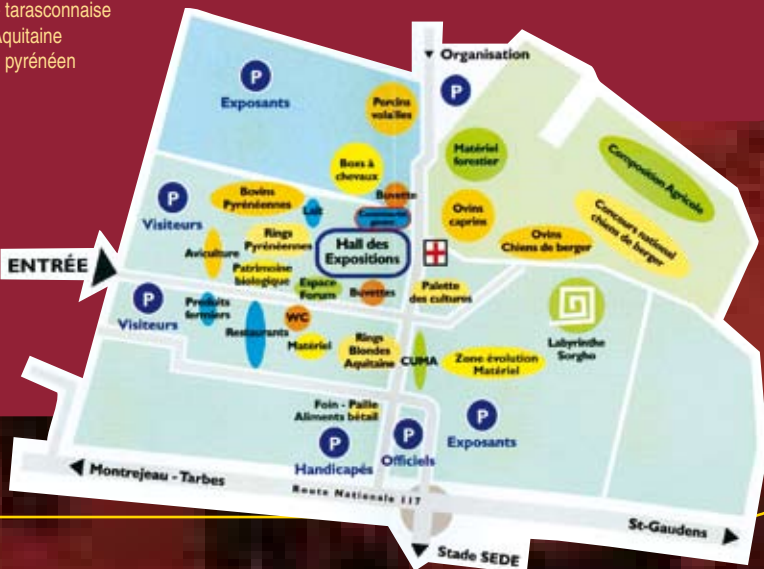 tarasconnaise
Aquitaine
pyrénéen
Organisation
P
Exposants
P
Porcins
volailles
Matériel
forestier
Composition Agricole
Boxs à
chevaux
Buvette
Bovins
Pyrénéennes
Lait
P
Visiteurs
Ovins
caprins
Concours national
chiens de berger
Rings
Pyrénéennes
Hall des
Expositions
Ovins
Chiens de berger
Aviculture
ENTRÉE
Patrimoine
biologique
Espace
Forum
Buvettes
Palette
des cultures
P
Visiteurs
Produits
fermiers
Restaurants
WC
Matériel
Rings
Blondes
Aquitaine
CUMA
Zone évolution
Matériel
Labyrinthe
Sorgho
Foin - Paille
Aliments bétail
P
Handicapés
P
Officiels
P
Exposants
Montrejeau - Tarbes
Route Nationale 117
St-Gaudens
Stade SEDE